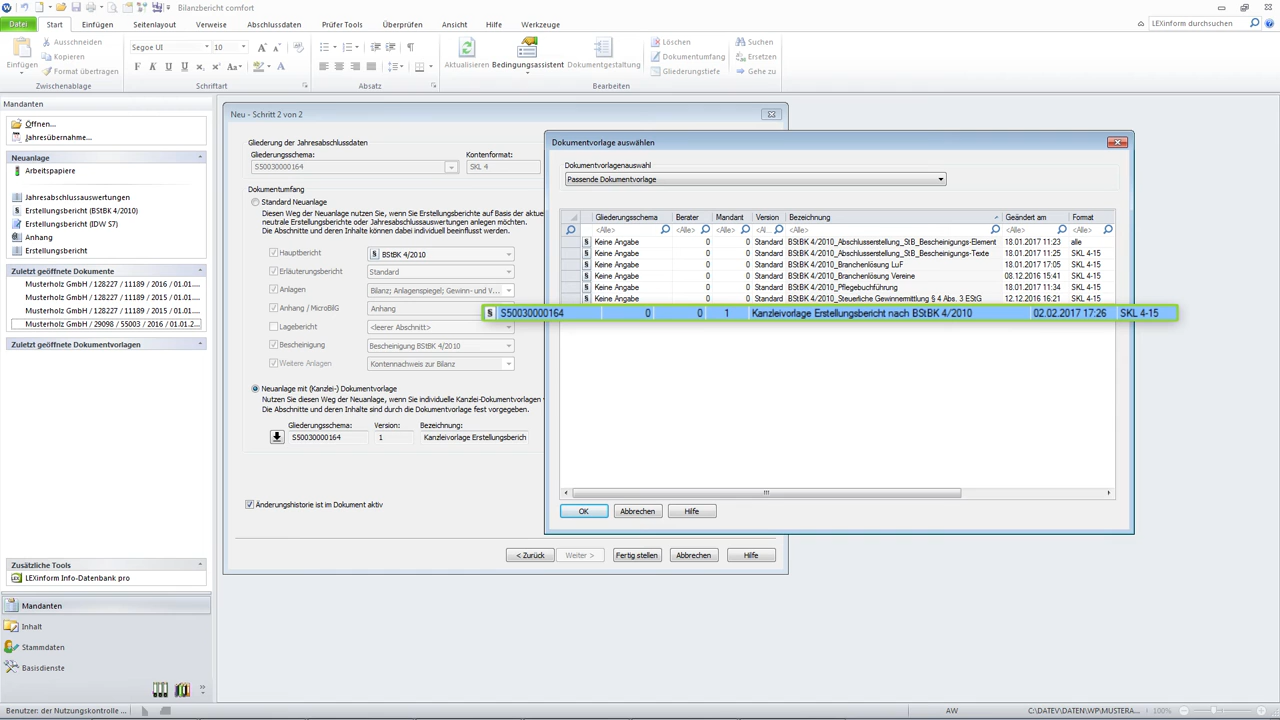 Bilanzbericht comfort
Datei Start Einfügen Seitenlayout Verweise Abschlussdaten Prüfer Tools Überprüfen Ansicht Hilfe Werkzeuge
LEXinform durchsuchen
Einfügen
Ausschneiden
Kopieren
Format übertragen
Zwischenablage
Segoe UI 10
F K U U X₂ X² Aa
Schriftart
Absatz
Aktualisieren Bedingungsassistent Dokumentgestaltung
Löschen
Dokumentumfang
Gliederungstiefe
Suchen
Ersetzen
Gehe zu
Bearbeiten
Mandanten
Öffnen...
Jahresübernahme...
Neuanlage
Arbeitspapiere
Jahresabschlussauswertungen
Erstellungsbericht (BStBK 4/2010)
Erstellungsbericht (IDW S7)
Anhang
Erstellungsbericht
Zuletzt geöffnete Dokumente
Musterholz GmbH / 128227 / 11189 / 2016 / 01.01....
Musterholz GmbH / 128227 / 11189 / 2015 / 01.01....
Musterholz GmbH / 128227 / 11189 / 2015 / 01.01....
Musterholz GmbH / 29098 / 55003 / 2016 / 01.01.2...
Zuletzt geöffnete Dokumentvorlagen
Zusätzliche Tools
LEXinform Info-Datenbank pro
Mandanten
Inhalt
Stammdaten
Basisdienste
Neu - Schritt 2 von 2
Gliederung der Jahresabschlussdaten
Gliederungsschema: Kontenformat:
S50030000164 SKL 4
Dokumentumfang
Standard Neuanlage
Diesen Weg der Neuanlage nutzen Sie, wenn Sie Erstellungsberichte auf Basis der aktue
neutrale Erstellungsberichte oder Jahresabschlussauswertungen anlegen möchten.
Die Abschnitte und deren Inhalte können dabei individuell beeinflusst werden.
Hauptbericht § BStBK 4/2010
Erläuterungsbericht Standard
Anlagen Bilanz; Anlagenspiegel; Gewinn- und V...
Anhang / MicroBilG Anhang
Lagebericht <leerer Abschnitt>
Bescheinigung Bescheinigung BStBK 4/2010
Weitere Anlagen Kontennachweis zur Bilanz
Neuanlage mit (Kanzlei-) Dokumentvorlage
Nutzen Sie diesen Weg der Neuanlage, wenn Sie individuelle Kanzlei-Dokumentvorlagen v
Die Abschnitte und deren Inhalte sind durch die Dokumentvorlage fest vorgegeben.
Gliederungsschema: Version: Bezeichnung:
S50030000164 1 Kanzleivorlage Erstellungsberich
Änderungshistorie ist im Dokument aktiv
< Zurück Weiter > Fertig stellen Abbrechen Hilfe
Dokumentvorlage auswählen
Dokumentvorlagenauswahl
Passende Dokumentvorlage
Gliederungsschema Berater Mandant Version Bezeichnung Geändert am Format
<Alle> <Alle> <Alle> <Al... <Alle> <Alle> <Alle>
§ Keine Angabe 0 0 Standard BStBK 4/2010_Abschlusserstellung_StB_Bescheinigungs-Element 18.01.2017 11:23 alle
§ Keine Angabe 0 0 Standard BStBK 4/2010_Abschlusserstellung_StB_Bescheinigungs-Texte 18.01.2017 11:23 SKL 4-15
§ Keine Angabe 0 0 Standard BStBK 4/2010_Branchenlösung LuF 18.01.2017 17:05 SKL 4-15
§ Keine Angabe 0 0 Standard BStBK 4/2010_Branchenlösung Vereine 08.12.2016 15:41 SKL 4-15
§ Keine Angabe 0 0 Standard BStBK 4/2010_Pflegebuchführung 18.01.2017 11:23 SKL 4-15
§ Keine Angabe 0 0 Standard BStBK 4/2010_Steuerliche Gewinnermittlung § 4 Abs. 3 EStG 12.12.2016 16:21 SKL 4-15
§ S50030000164 0 0 1 Kanzleivorlage Erstellungsbericht nach BStBK 4/2010 02.02.2017 17:26 SKL 4-15
OK Abbrechen Hilfe
Benutzer: der Nutzungskontrolle ... AW C:\DATEV\DATEN\WP\MUSTERA... 100%